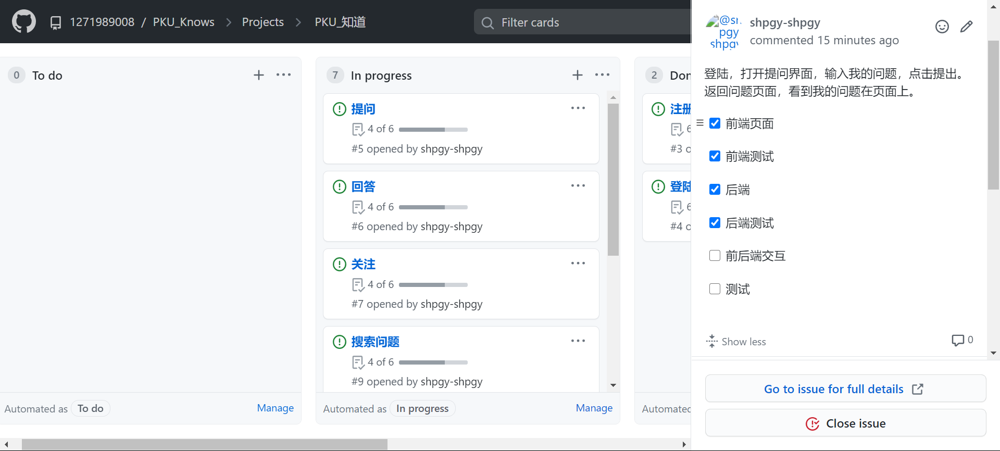 1271989008 / PKU_Knows > Projects > PKU_知道
Filter cards
0 To do
7 In progress
提问
4 of 6
#5 opened by shpgy-shpgy
回答
4 of 6
#6 opened by shpgy-shpgy
关注
4 of 6
#7 opened by shpgy-shpgy
搜索问题
4 of 6
#9 opened by shpgy-shpgy
2 Don
注册
6
#3 o
登陆
6
#4 o
Automated as To do
Manage
Automated as In progress
Manage
Automated
@sh
pgy
shpgy
shpgy-shpgy
commented 15 minutes ago
登陆，打开提问界面，输入我的问题，点击提出。
返回问题页面，看到我的问题在页面上。
前端页面
前端测试
后端
后端测试
前后端交互
测试
Show less
0
Go to issue for full details
Close issue